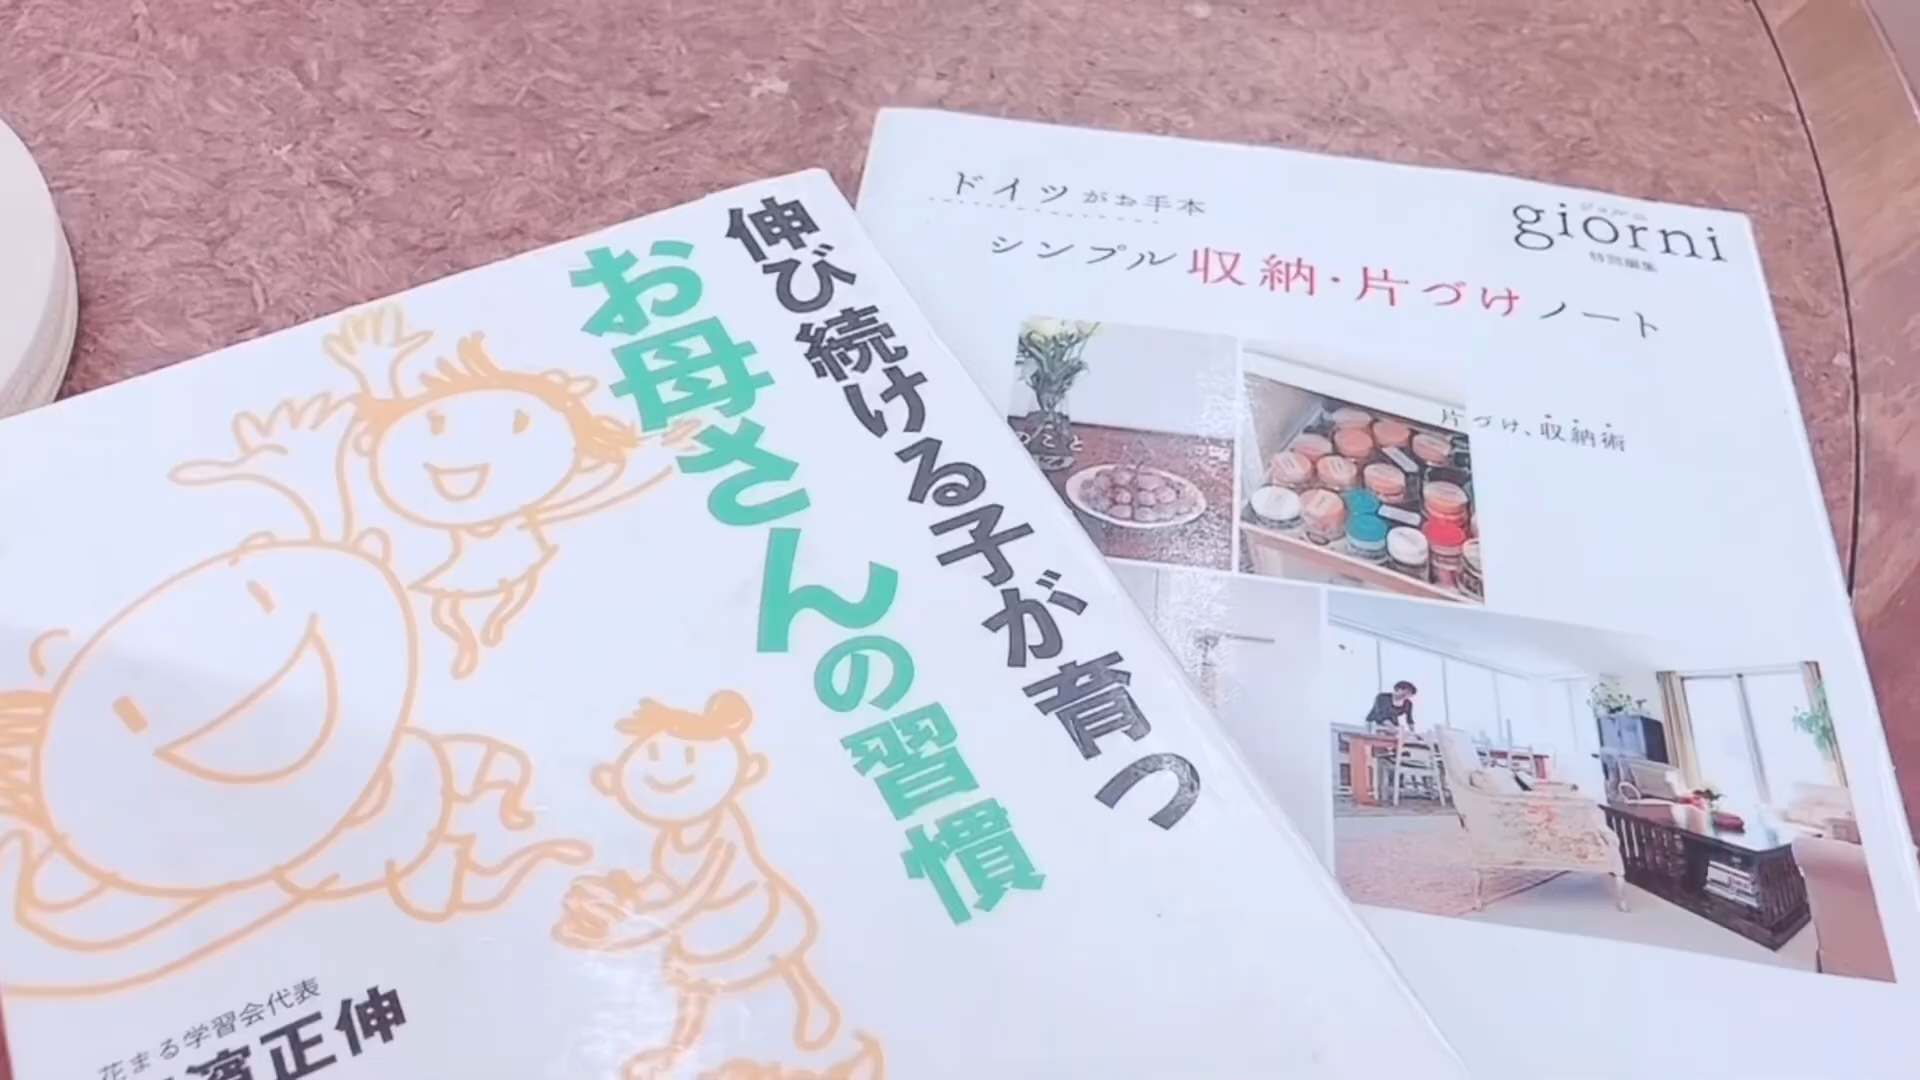 伸び続ける子が育つ
お母さんの習慣
花まる学習会代表
濱正伸
ドイツがお手本
シンプル収納・片づけノート
giorni
特別編集
片づけ、収納術
のこと